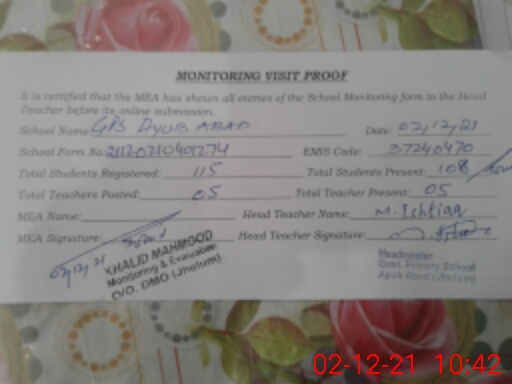 MONITORING VISIT PROOF
It is certified that the MEA has shown all entries of the School Monitoring form to the Head
Teacher before its online submission.
School Name: GPS AYUB ABAD Date: 02/12/21
School Form No: EMIS Code: 37240470
Total Students Registered: 115 Total Students Present: 108
Total Teachers Posted: 05 Total Teacher Present: 05
MEA Name: Head Teacher Name: M. Ishtiaq
MEA Signature: Head Teacher Signature:
02/12/21
KHALID MAHMOOD
Monitoring & Evaluation
O/O. DMO (Jhelum)
Headmaster
Govt. Primary School
Ayub Abad (Jhelum)
02-12-21 10:42